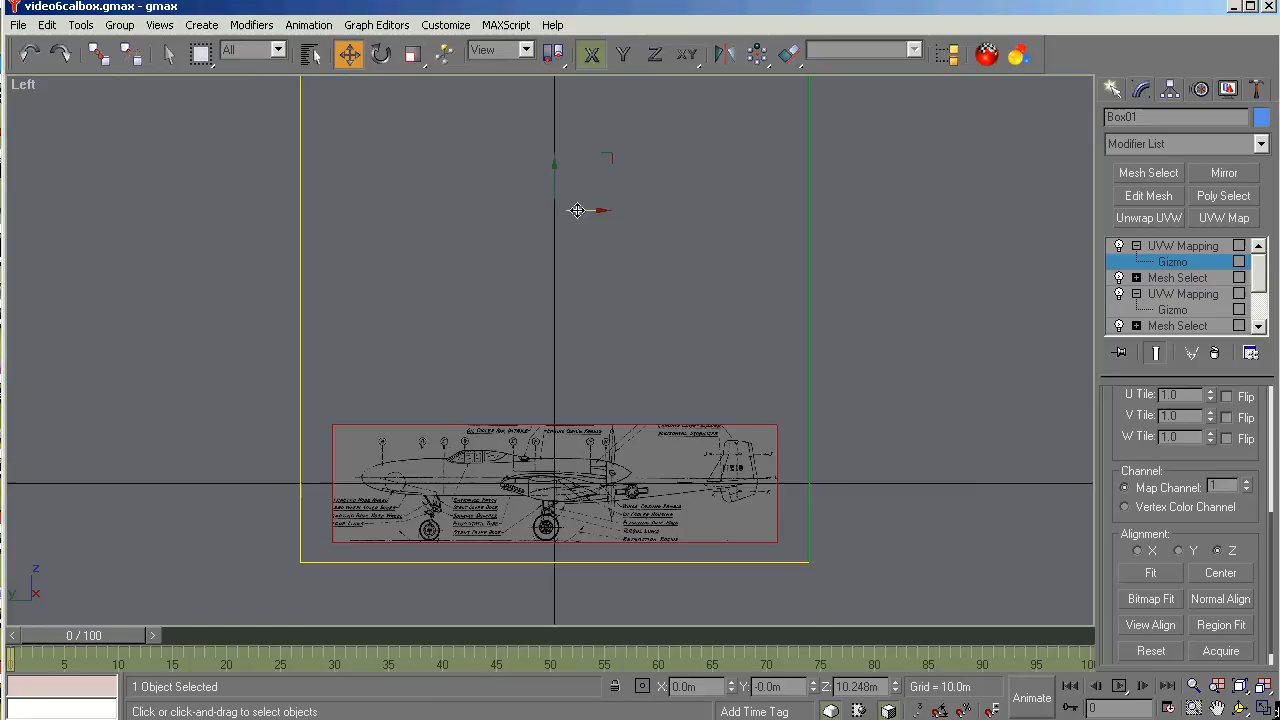 video6calbox.gmax - gmax
File Edit Tools Group Views Create Modifiers Animation Graph Editors Customize MAXScript Help
All View X Y Z XY
Left
Box01
Modifier List
Mesh Select Mirror
Edit Mesh Poly Select
Unwrap UVW UVW Map
UVW Mapping
Gizmo
Mesh Select
UVW Mapping
Gizmo
Mesh Select
U Tile: 1.0 Flip
V Tile: 1.0 Flip
W Tile: 1.0 Flip
Channel:
Map Channel: 1
Vertex Color Channel
Alignment:
X Y Z
Fit Center
Bitmap Fit Normal Align
View Align Region Fit
Reset Acquire
z
y x
0 / 100
0 5 10 15 20 25 30 35 40 45 50 55 60 65 70 75 80 85 90 95
1 Object Selected X: 0.0m Y: -0.0m Z: 10.248m Grid = 10.0m
Click or click-and-drag to select objects Add Time Tag
Animate
0